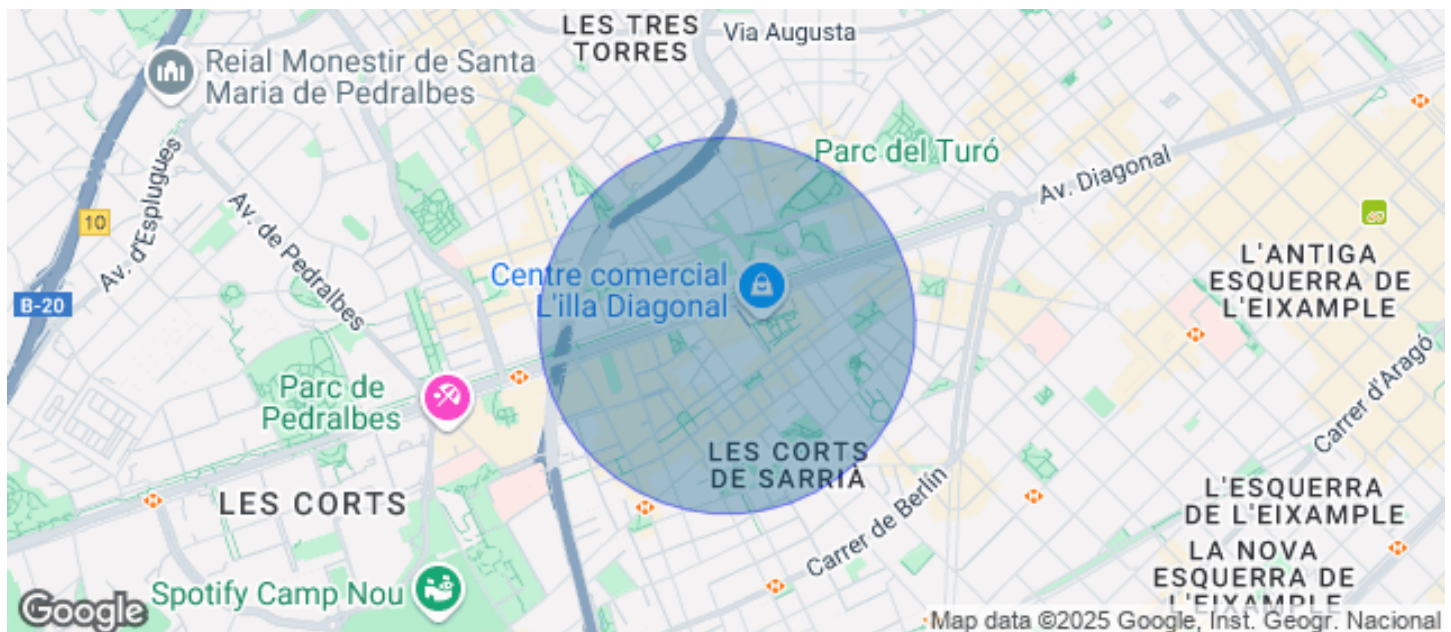 LES TRES
TORRES
Via Augusta
Reial Monestir de Santa
Maria de Pedralbes
Parc del Turó
Av. d'Esplugues
Av. de Pedralbes
Av. Diagonal
10
B-20
Centre comercial
L'illa Diagonal
L'ANTIGA
ESQUERRA DE
L'EIXAMPLE
Parc de
Pedralbes
Carrer d'Aragó
LES CORTS
DE SARRIÀ
LES CORTS
Carrer de Berlín
L'ESQUERRA
DE L'EIXAMPLE
LA NOVA
ESQUERRA DE
L'EIXAMPLE
Spotify Camp Nou
Google
Map data ©2025 Google, Inst. Geogr. Nacional